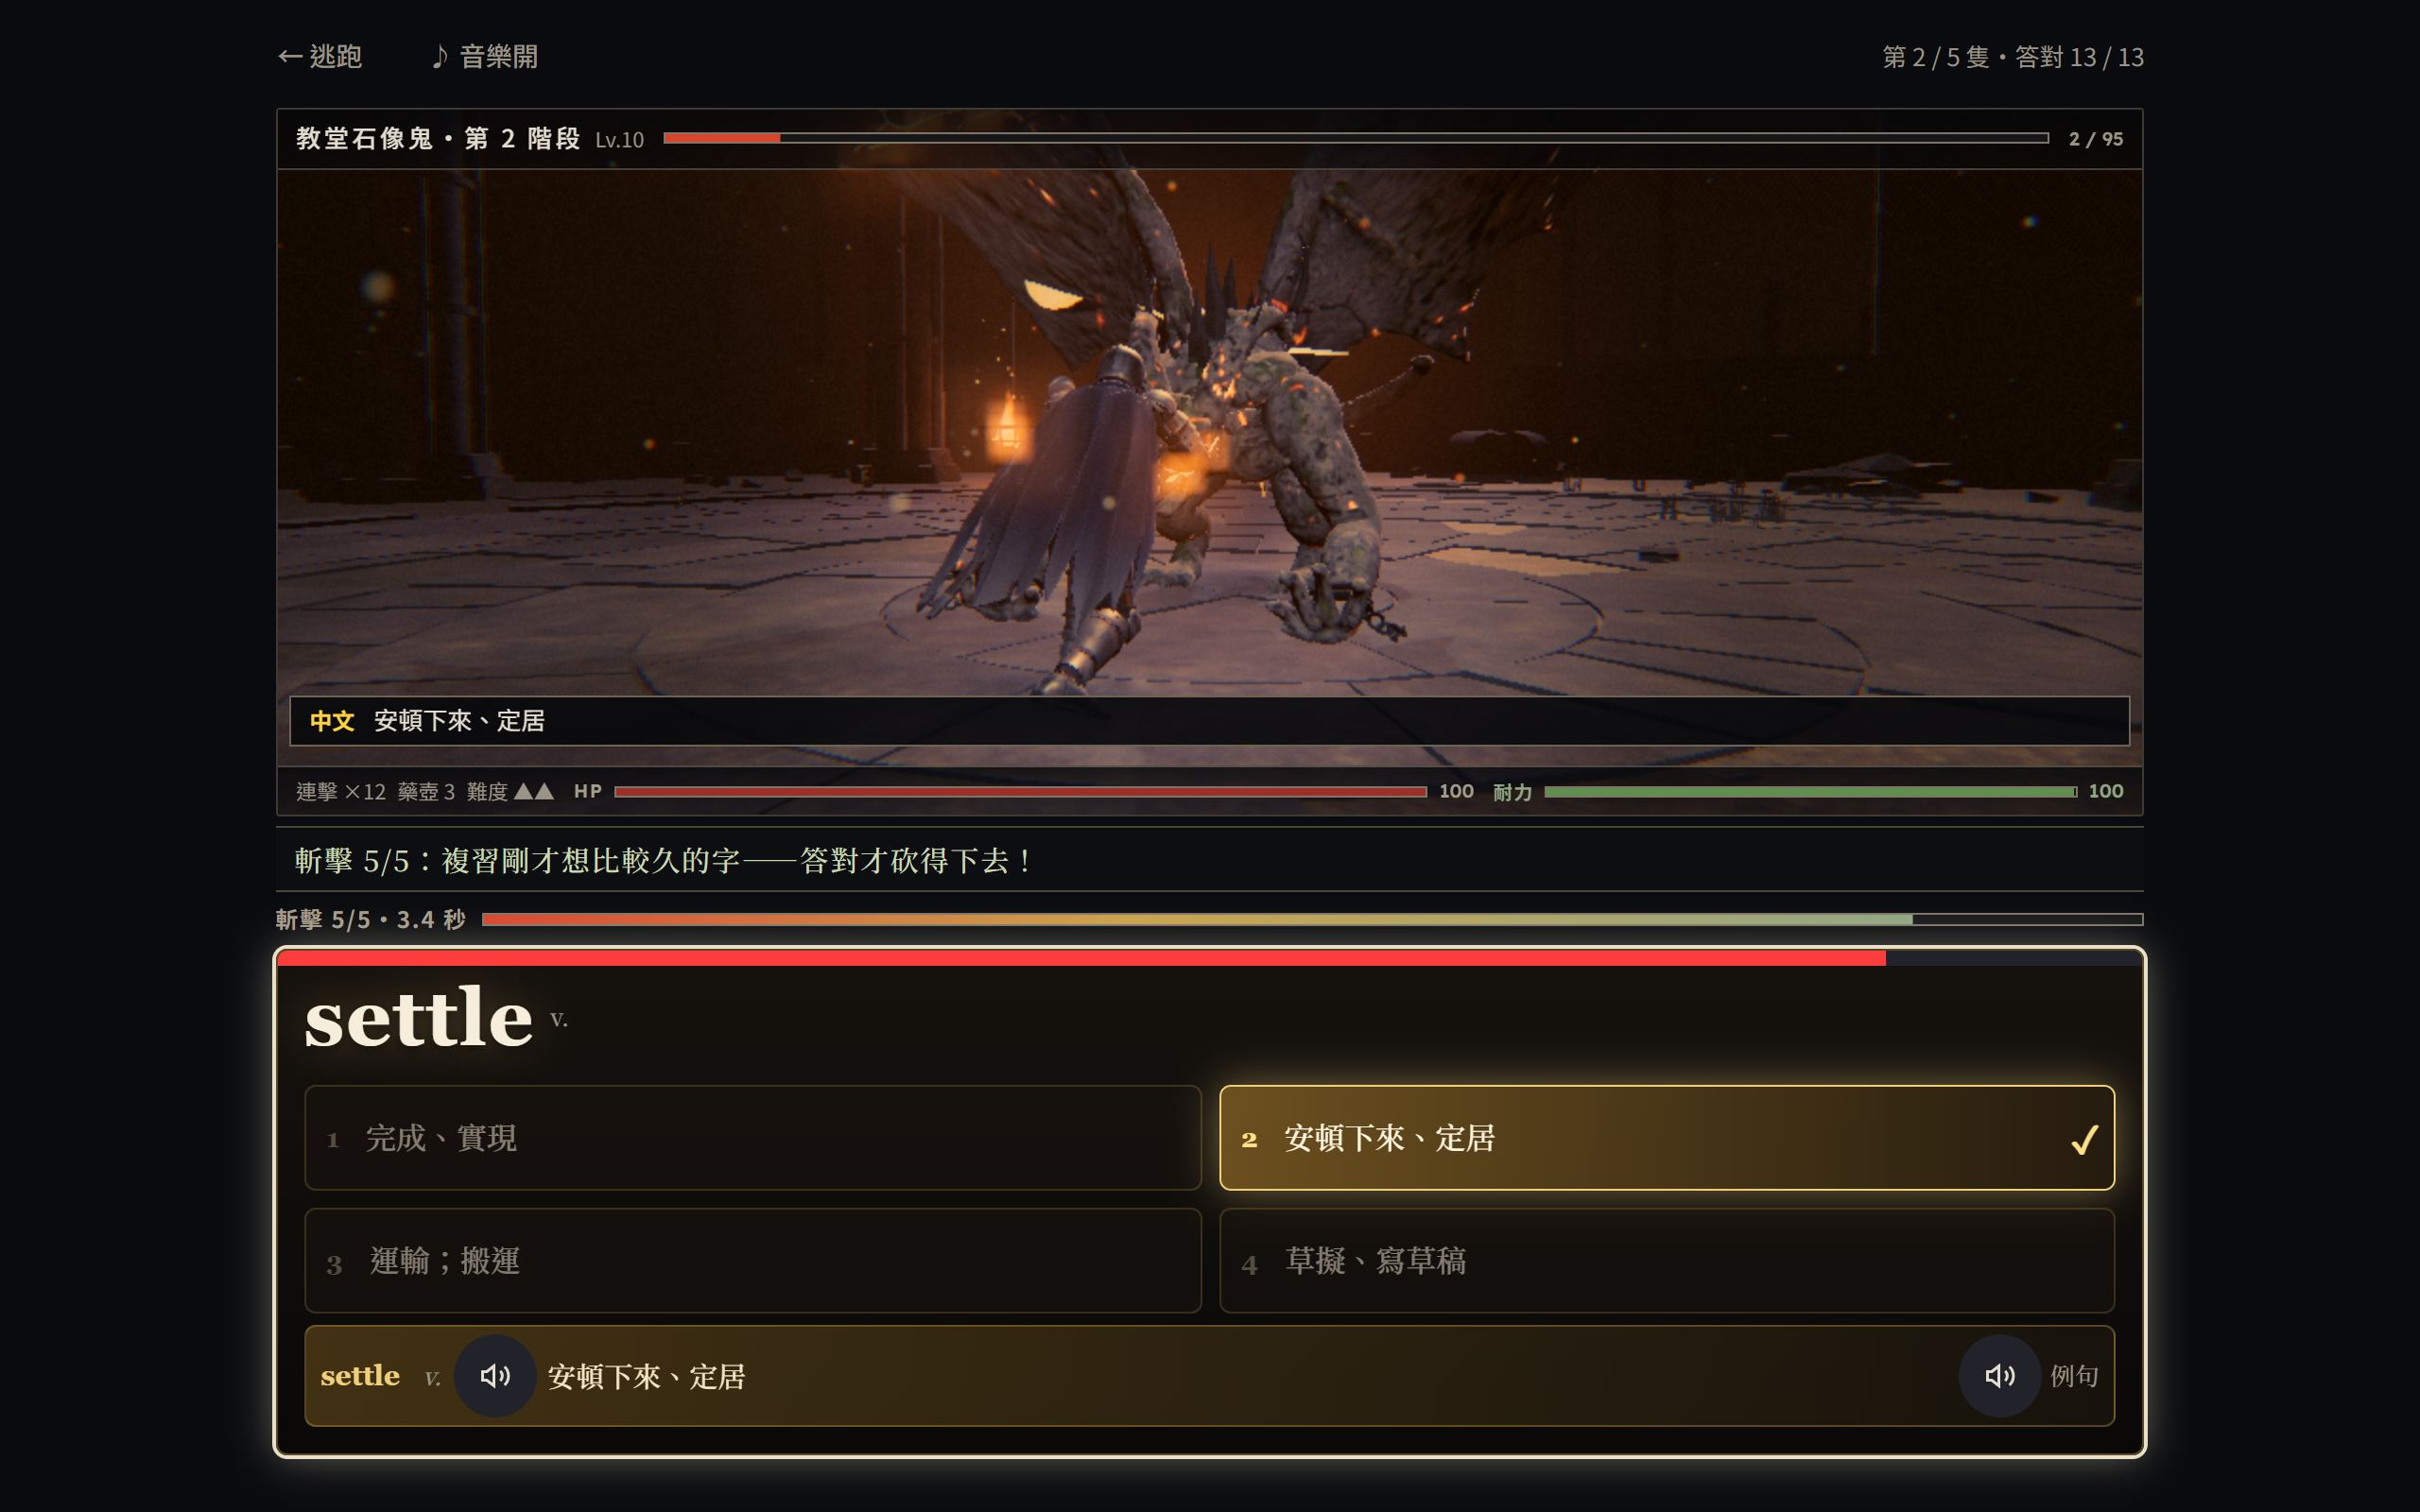 ← 逃跑 ♪ 音樂開 第 2 / 5 隻・答對 13 / 13
教堂石像鬼・第 2 階段 Lv.10 2 / 95
中文 安頓下來、定居
連擊 ×12 藥壺 3 難度 ▲▲ HP 100 耐力 100
斬擊 5/5：複習剛才想比較久的字——答對才砍得下去！
斬擊 5/5・3.4 秒
settle v.
1 完成、實現
2 安頓下來、定居 ✓
3 運輸；搬運
4 草擬、寫草稿
settle v. 安頓下來、定居 例句